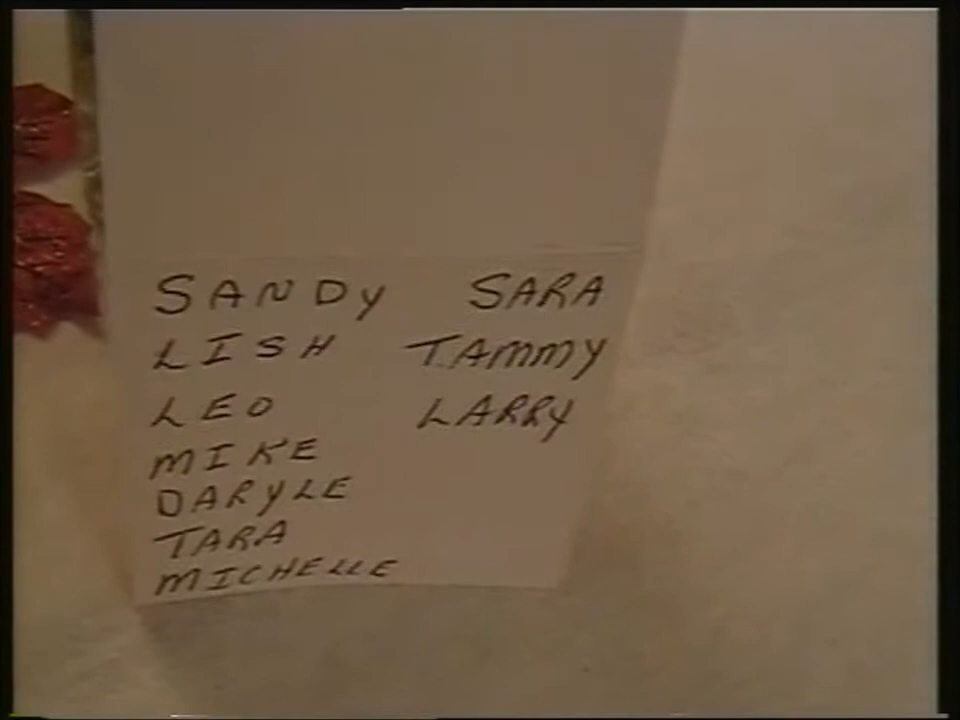 SANDY SARA
LISH TAMMY
LEO LARRY
MIKE
DARYLE
TARA
MICHELLE